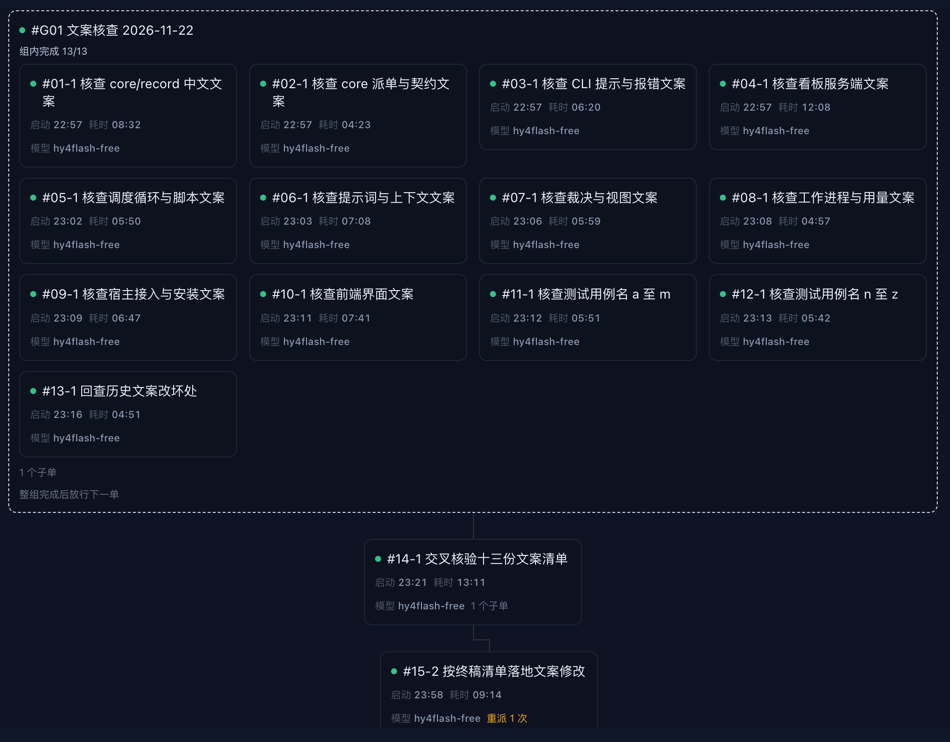 #G01 文案核查 2026-11-22
组内完成 13/13
#01-1 核查 core/record 中文文
案
启动 22:57 耗时 08:32
模型 hy4flash-free
#02-1 核查 core 派单与契约文
案
启动 22:57 耗时 04:23
模型 hy4flash-free
#03-1 核查 CLI 提示与报错文案
启动 22:57 耗时 06:20
模型 hy4flash-free
#04-1 核查看板服务端文案
启动 22:57 耗时 12:08
模型 hy4flash-free
#05-1 核查调度循环与脚本文案
启动 23:02 耗时 05:50
模型 hy4flash-free
#06-1 核查提示词与上下文文案
启动 23:03 耗时 07:08
模型 hy4flash-free
#07-1 核查裁决与视图文案
启动 23:06 耗时 05:59
模型 hy4flash-free
#08-1 核查工作进程与用量文案
启动 23:08 耗时 04:57
模型 hy4flash-free
#09-1 核查宿主接入与安装文案
启动 23:09 耗时 06:47
模型 hy4flash-free
#10-1 核查前端界面文案
启动 23:11 耗时 07:41
模型 hy4flash-free
#11-1 核查测试用例名 a 至 m
启动 23:12 耗时 05:51
模型 hy4flash-free
#12-1 核查测试用例名 n 至 z
启动 23:13 耗时 05:42
模型 hy4flash-free
#13-1 回查历史文案改坏处
启动 23:16 耗时 04:51
模型 hy4flash-free
1 个子单
整组完成后放行下一单
#14-1 交叉核验十三份文案清单
启动 23:21 耗时 13:11
模型 hy4flash-free 1 个子单
#15-2 按终稿清单落地文案修改
启动 23:58 耗时 09:14
模型 hy4flash-free 重派 1 次